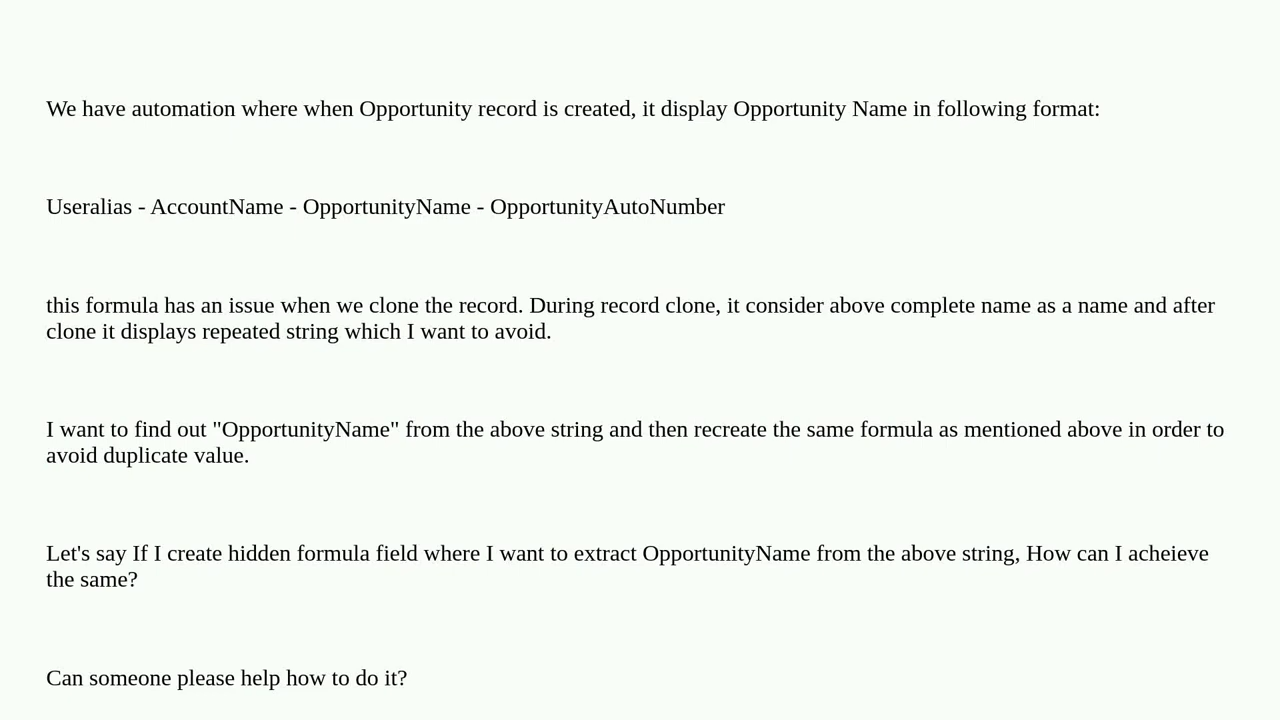 We have automation where when Opportunity record is created, it display Opportunity Name in following format:
Useralias - AccountName - OpportunityName - OpportunityAutoNumber
this formula has an issue when we clone the record. During record clone, it consider above complete name as a name and after
clone it displays repeated string which I want to avoid.
I want to find out "OpportunityName" from the above string and then recreate the same formula as mentioned above in order to
avoid duplicate value.
Let's say If I create hidden formula field where I want to extract OpportunityName from the above string, How can I acheieve
the same?
Can someone please help how to do it?